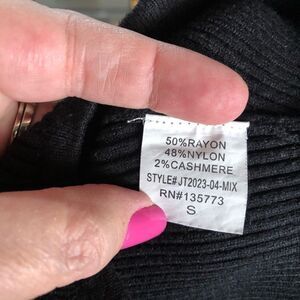 50%RAYON
48%NYLON
2%CASHMERE
STYLE#JT2023-04-MIX
RN#135773
S